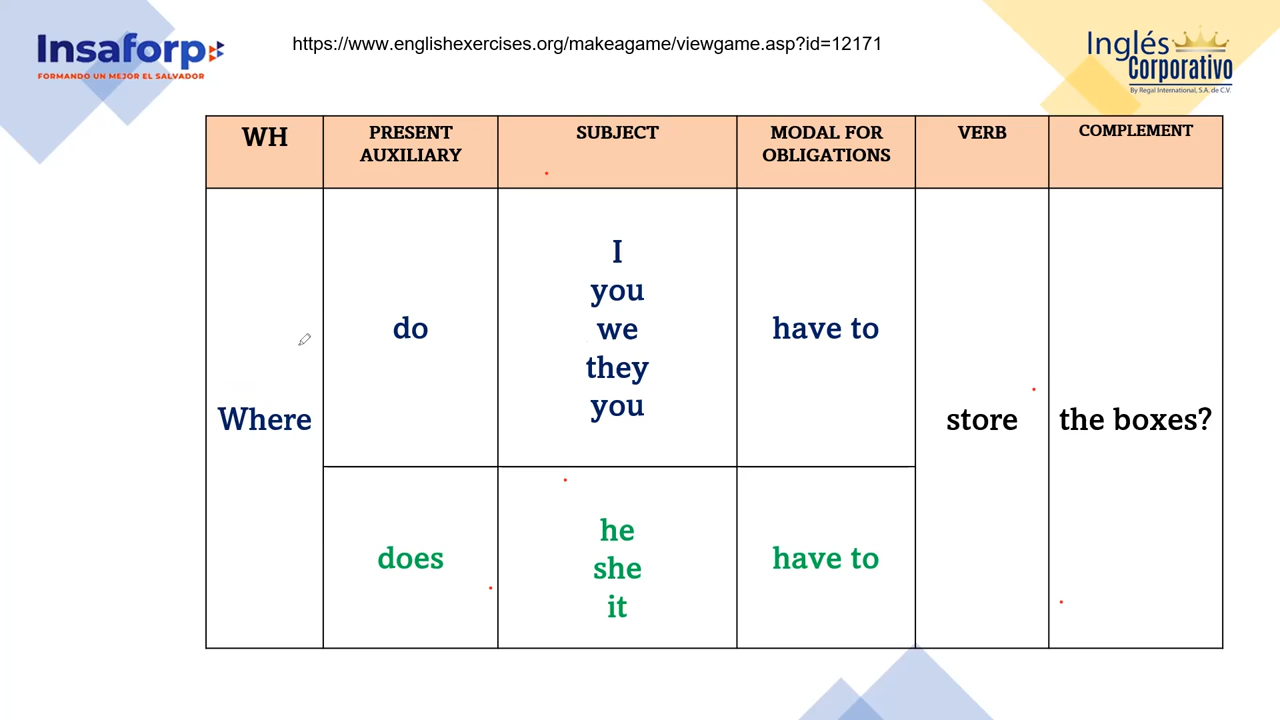 Insaforp
FORMANDO UN MEJOR EL SALVADOR
https://www.englishexercises.org/makeagame/viewgame.asp?id=12171
Inglés
Corporativo
By Regal International, S.A. de C.V.
WH
PRESENT
AUXILIARY
SUBJECT
MODAL FOR
OBLIGATIONS
VERB
COMPLEMENT
Where
do
I
you
we
they
you
have to
store
the boxes?
does
he
she
it
have to